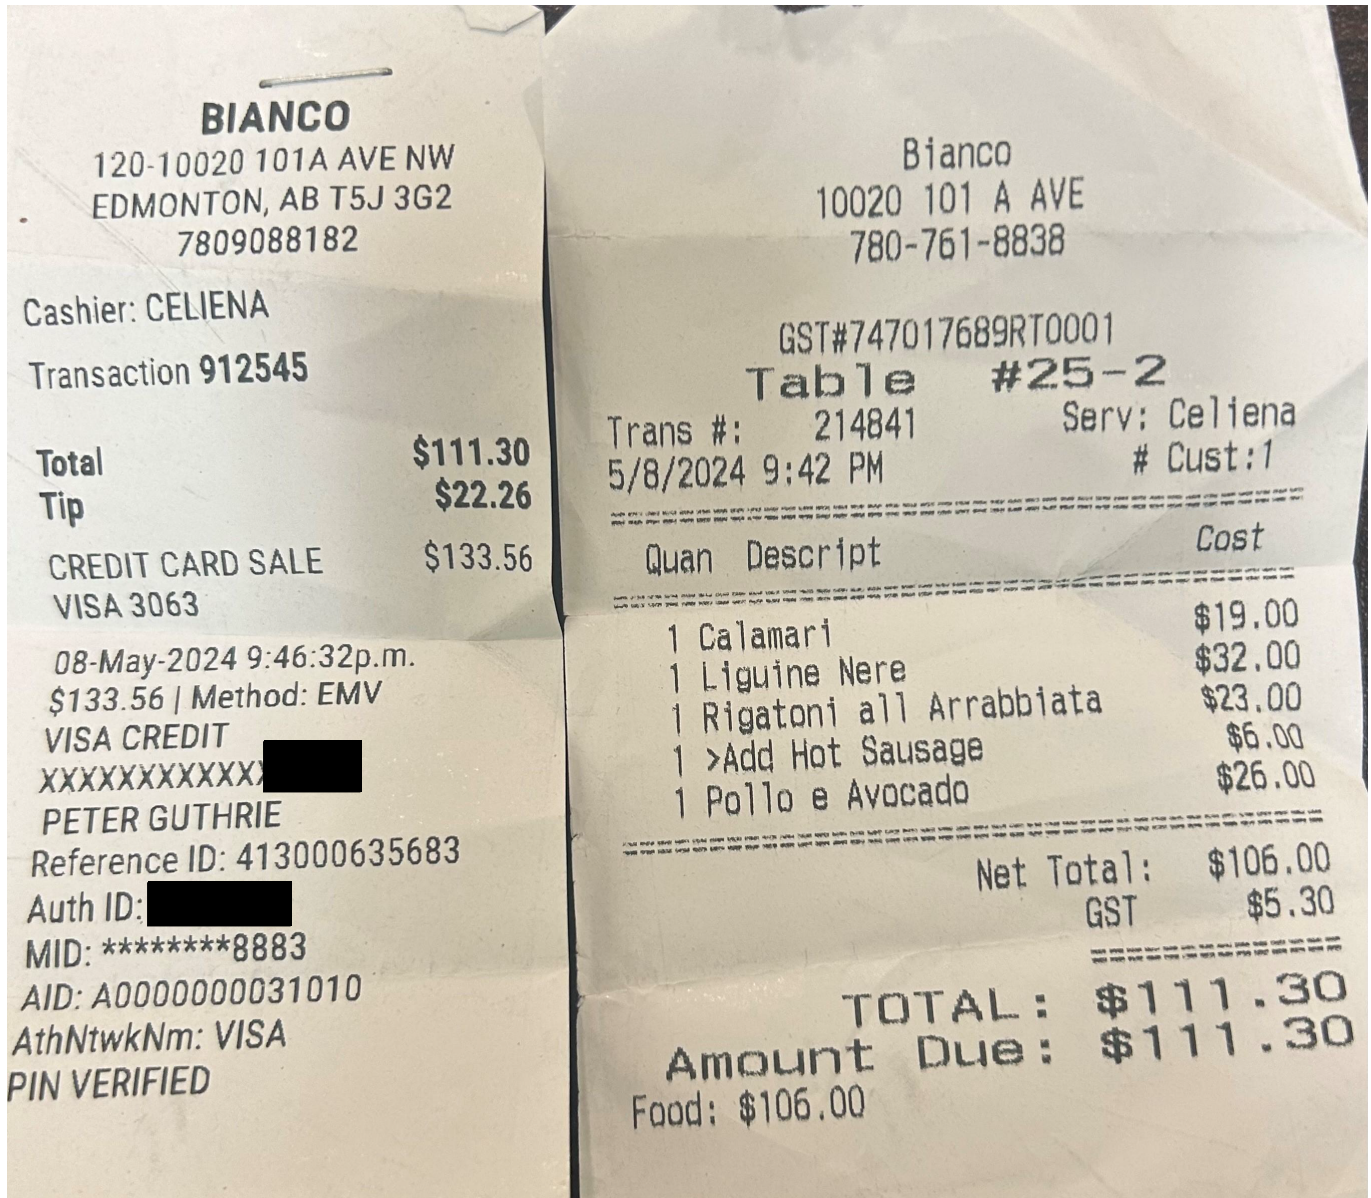 BIANCO
120-10020 101A AVE NW
EDMONTON, AB T5J 3G2
7809088182
Cashier: CELIENA
Transaction 912545
Total $111.30
Tip $22.26
CREDIT CARD SALE $133.56
VISA 3063
08-May-2024 9:46:32p.m.
$133.56 | Method: EMV
VISA CREDIT
XXXXXXXXXXXX
PETER GUTHRIE
Reference ID: 413000635683
Auth ID:
MID: ********8883
AID: A0000000031010
AthNtwkNm: VISA
PIN VERIFIED
Bianco
10020 101 A AVE
780-761-8838
GST#747017689RT0001
Table #25-2
Trans #: 214841 Serv: Celiena
5/8/2024 9:42 PM # Cust:1
Quan Descript Cost
1 Calamari $19.00
1 Liguine Nere $32.00
1 Rigatoni all Arrabbiata $23.00
1 >Add Hot Sausage $6.00
1 Pollo e Avocado $26.00
Net Total: $106.00
GST $5.30
TOTAL: $111.30
Amount Due: $111.30
Food: $106.00